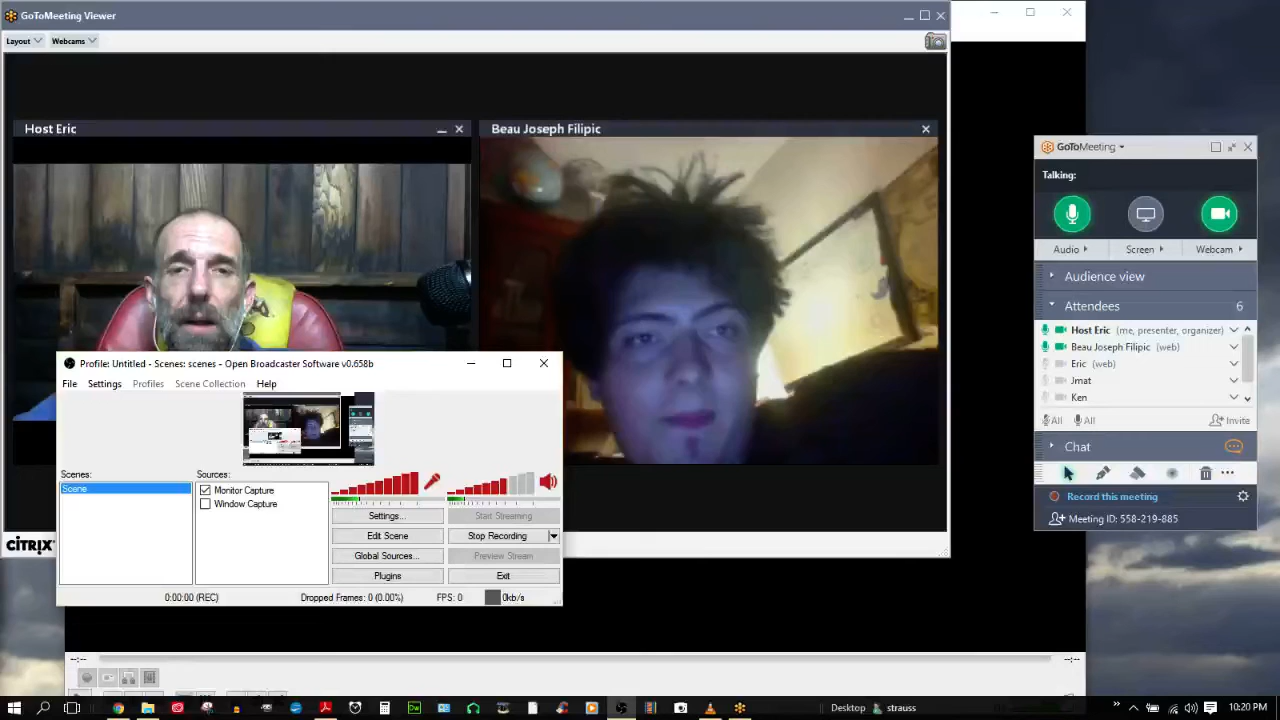 GoToMeeting Viewer
Layout
Webcams
Host Eric
Beau Joseph Filipic
GoToMeeting
Talking:
Audio
Screen
Webcam
Audience view
Attendees 6
Host Eric (me, presenter, organizer)
Beau Joseph Filipic (web)
Eric (web)
Jmat
Ken
All
All
Invite
Chat
Record this meeting
Meeting ID: 558-219-885
Profile: Untitled - Scenes: scenes - Open Broadcaster Software v0.658b
File Settings Profiles Scene Collection Help
Scenes:
Scene
Sources:
Monitor Capture
Window Capture
Settings...
Start Streaming
Edit Scene
Stop Recording
Global Sources...
Preview Stream
Plugins
Exit
0:00:00 (REC)
Dropped Frames: 0 (0.00%)
FPS: 0
0kb/s
CITRIX
--:--
--:--
Dw
Desktop
strauss
10:20 PM